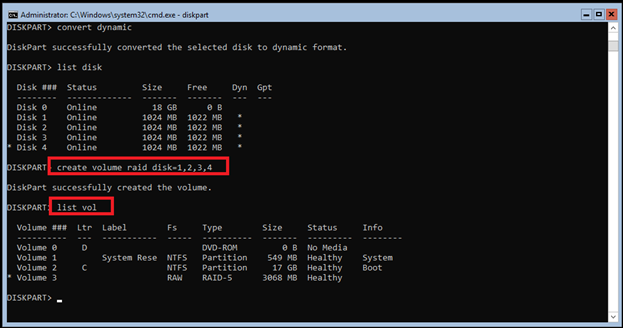 Administrator: C:\Windows\system32\cmd.exe - diskpart
DISKPART> convert dynamic
DiskPart successfully converted the selected disk to dynamic format.
DISKPART> list disk
  Disk ###  Status         Size     Free     Dyn  Gpt
  --------  -------------  -------  -------  ---  ---
  Disk 0    Online           18 GB      0 B
  Disk 1    Online         1024 MB  1022 MB   *
  Disk 2    Online         1024 MB  1022 MB   *
  Disk 3    Online         1024 MB  1022 MB   *
* Disk 4    Online         1024 MB  1022 MB   *
DISKPART> create volume raid disk=1,2,3,4
DiskPart successfully created the volume.
DISKPART> list vol
  Volume ###  Ltr  Label        Fs     Type        Size     Status     Info
  ----------  ---  -----------  -----  ----------  -------  ---------  --------
  Volume 0     D                       DVD-ROM         0 B  No Media
  Volume 1         System Rese  NTFS   Partition    549 MB  Healthy    System
  Volume 2     C                NTFS   Partition     17 GB  Healthy    Boot
* Volume 3                      RAW    RAID-5      3068 MB  Healthy
DISKPART> _